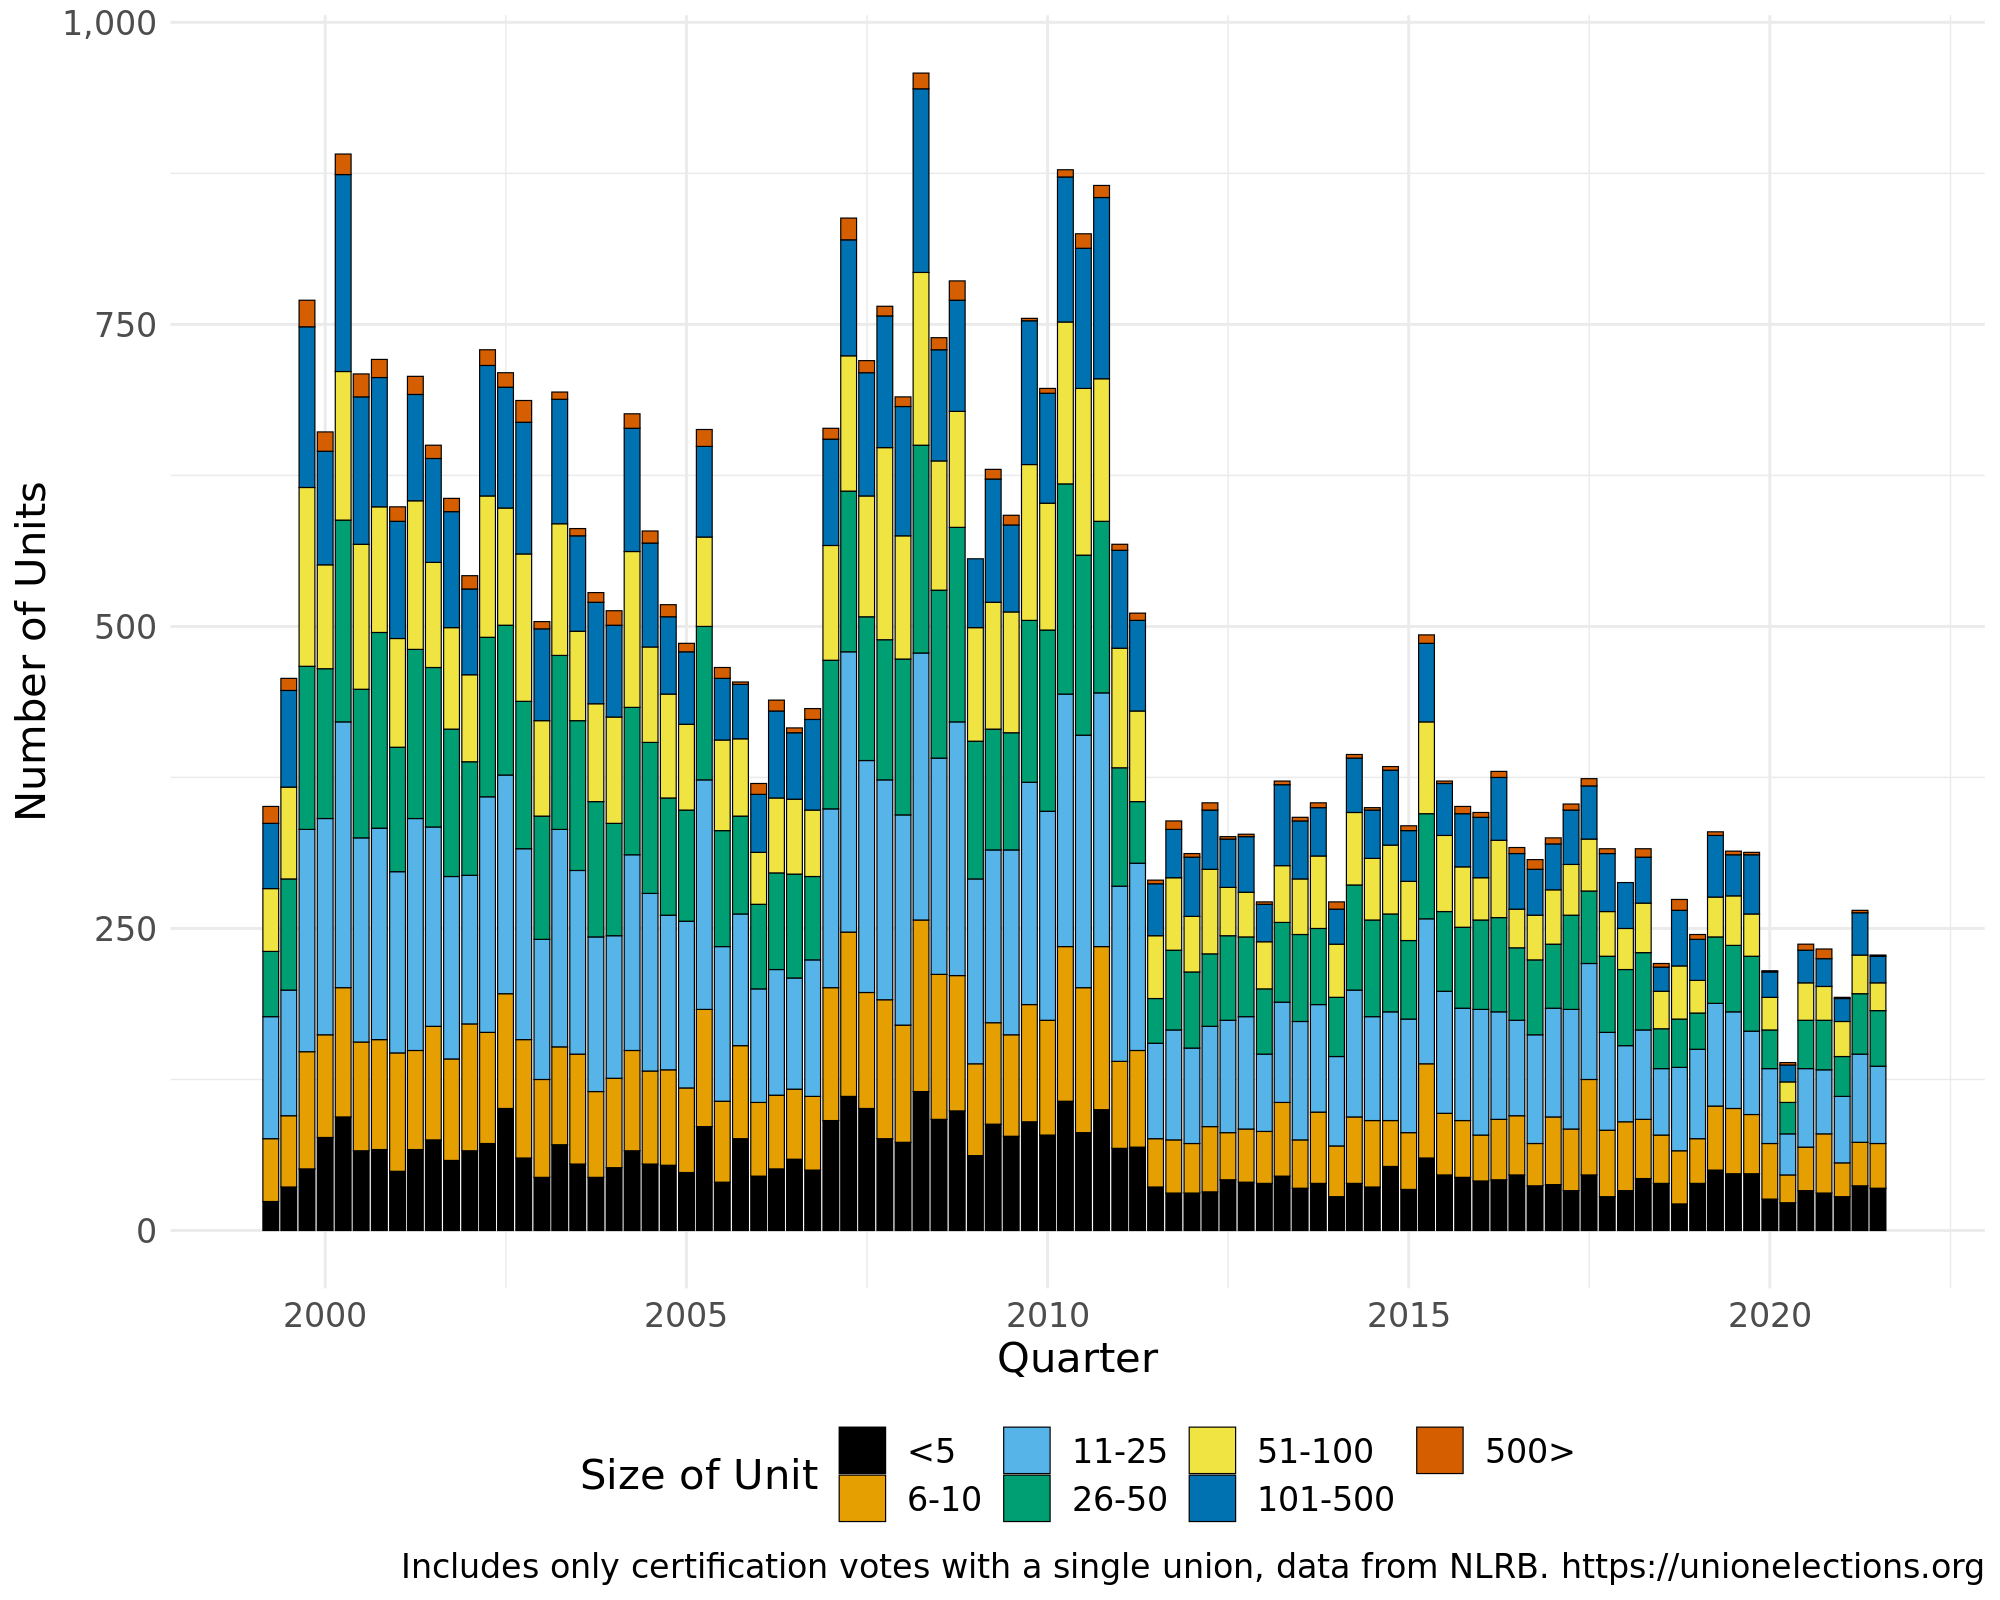 1,000
750
500
250
0
Number of Units
2000 2005 2010 2015 2020
Quarter
Size of Unit
<5 11-25 51-100 500>
6-10 26-50 101-500
Includes only certification votes with a single union, data from NLRB. https://unionelections.org